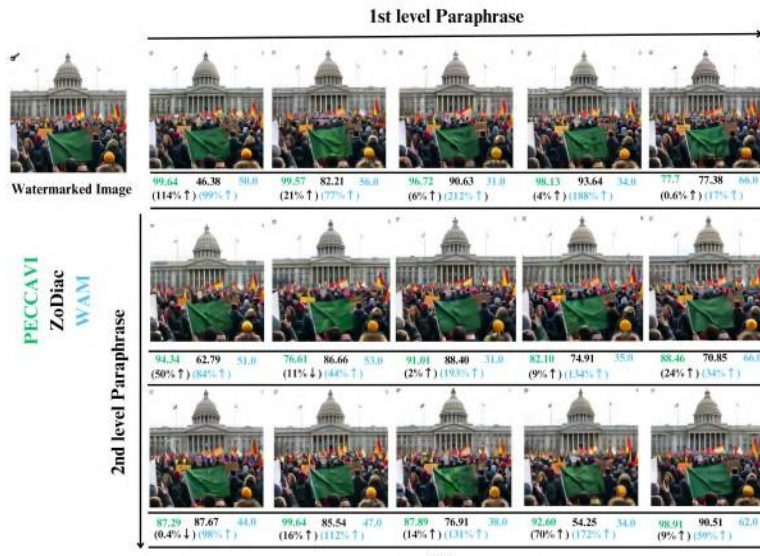 1st level Paraphrase
Watermarked Image
99.64 46.38 50.0 99.57 82.21 56.0 96.72 90.63 31.0 98.13 93.64 34.0 77.7 77.38 66.0
(114% ↑) (99% ↑) (21% ↑) (77% ↑) (6% ↑) (212% ↑) (4% ↑) (188% ↑) (0.6% ↑) (17% ↑)
PECCAVI
ZoDiac
WAM
2nd level Paraphrase
94.34 62.79 51.0 76.61 86.66 53.0 91.01 88.40 31.0 82.10 74.91 35.0 88.46 70.85 66.0
(50% ↑) (84% ↑) (11% ↓) (44% ↑) (2% ↑) (193% ↑) (9% ↑) (134% ↑) (24% ↑) (34% ↑)
87.29 87.67 44.0 99.64 85.54 47.0 87.89 76.91 38.0 92.60 54.25 34.0 98.91 90.51 62.0
(0.4% ↓) (98% ↑) (16% ↑) (112% ↑) (14% ↑) (131% ↑) (70% ↑) (172% ↑) (9% ↑) (59% ↑)